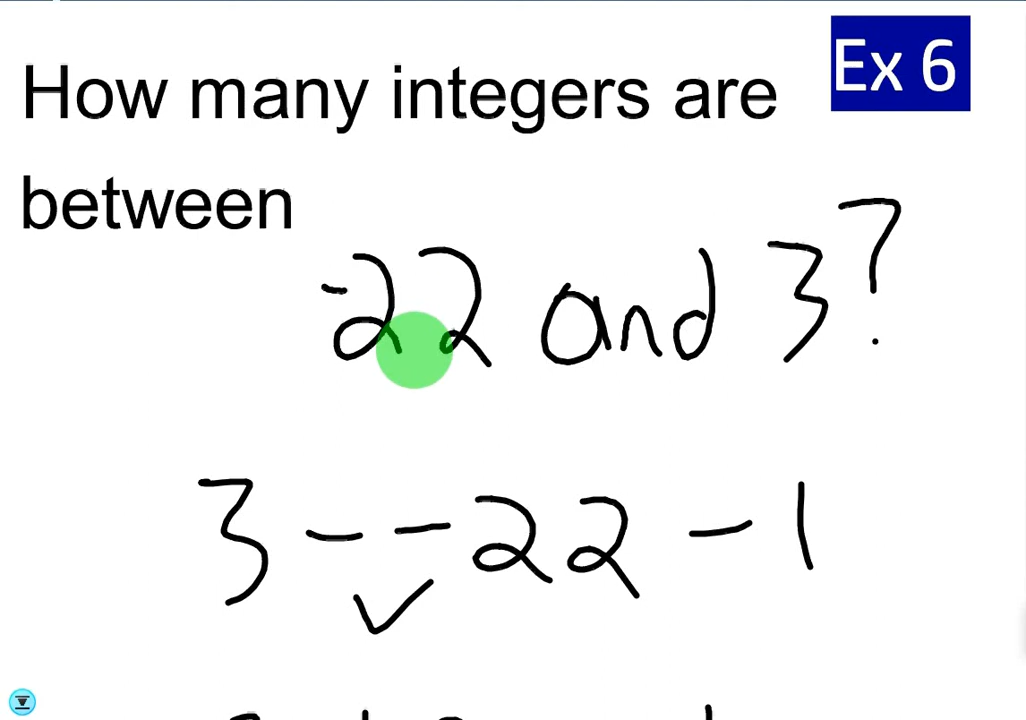 How many integers are
Ex 6
between
-22 and 3?
3 - -22 - 1